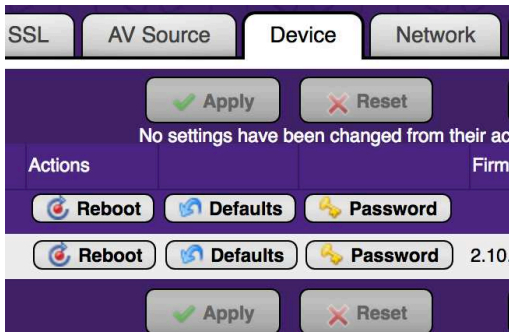 SSL AV Source Device Network
Apply Reset
No settings have been changed from their ac
Actions Firm
Reboot Defaults Password
Reboot Defaults Password 2.10.
Apply Reset